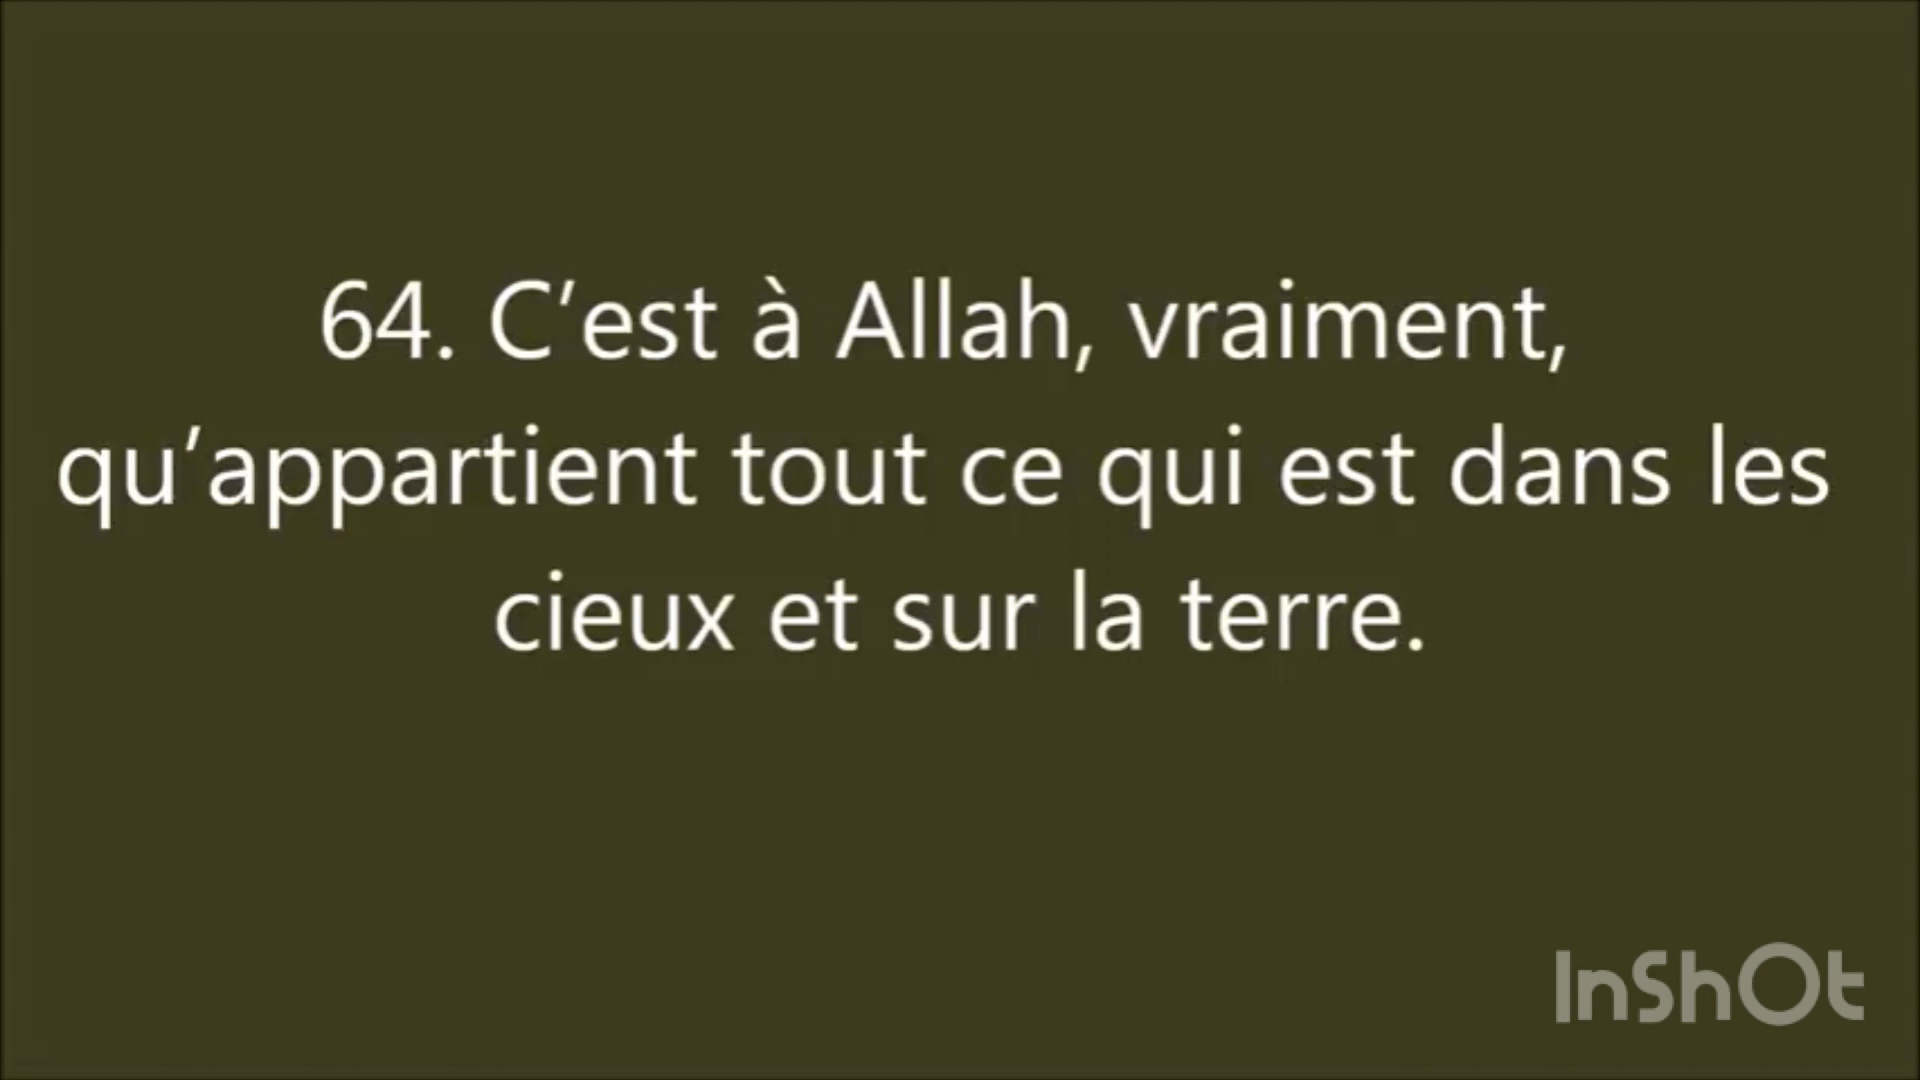 64. C’est à Allah, vraiment,
qu’appartient tout ce qui est dans les
cieux et sur la terre.
InShOt